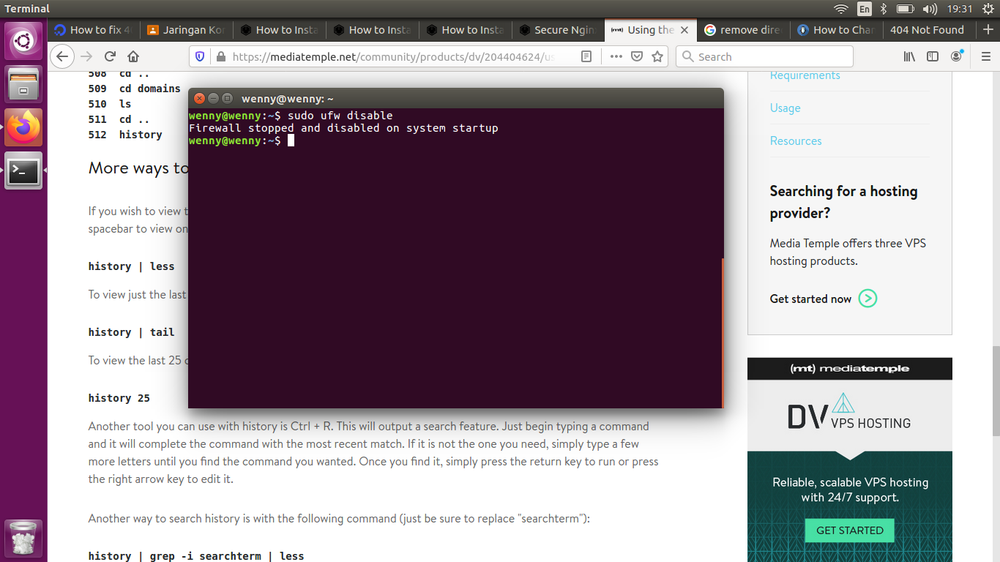 Terminal
En
19:31
How to fix 4
Jaringan Kor
How to Insta
How to Insta
How to Insta
Secure Ngin
Using the
remove dire
How to Char
404 Not Found
https://mediatemple.net/community/products/dv/204404624/us
Search
508 cd ..
509 cd domains
510 ls
511 cd ..
512 history
More ways to
If you wish to view t
spacebar to view on
history | less
To view just the last
history | tail
To view the last 25 c
history 25
Another tool you can use with history is Ctrl + R. This will output a search feature. Just begin typing a command
and it will complete the command with the most recent match. If it is not the one you need, simply type a few
more letters until you find the command you wanted. Once you find it, simply press the return key to run or press
the right arrow key to edit it.
Another way to search history is with the following command (just be sure to replace "searchterm"):
history | grep -i searchterm | less
wenny@wenny: ~
wenny@wenny:~$ sudo ufw disable
Firewall stopped and disabled on system startup
wenny@wenny:~$
Requirements
Usage
Resources
Searching for a hosting
provider?
Media Temple offers three VPS
hosting products.
Get started now
(mt) mediatemple
DV VPS HOSTING
Reliable, scalable VPS hosting
with 24/7 support.
GET STARTED